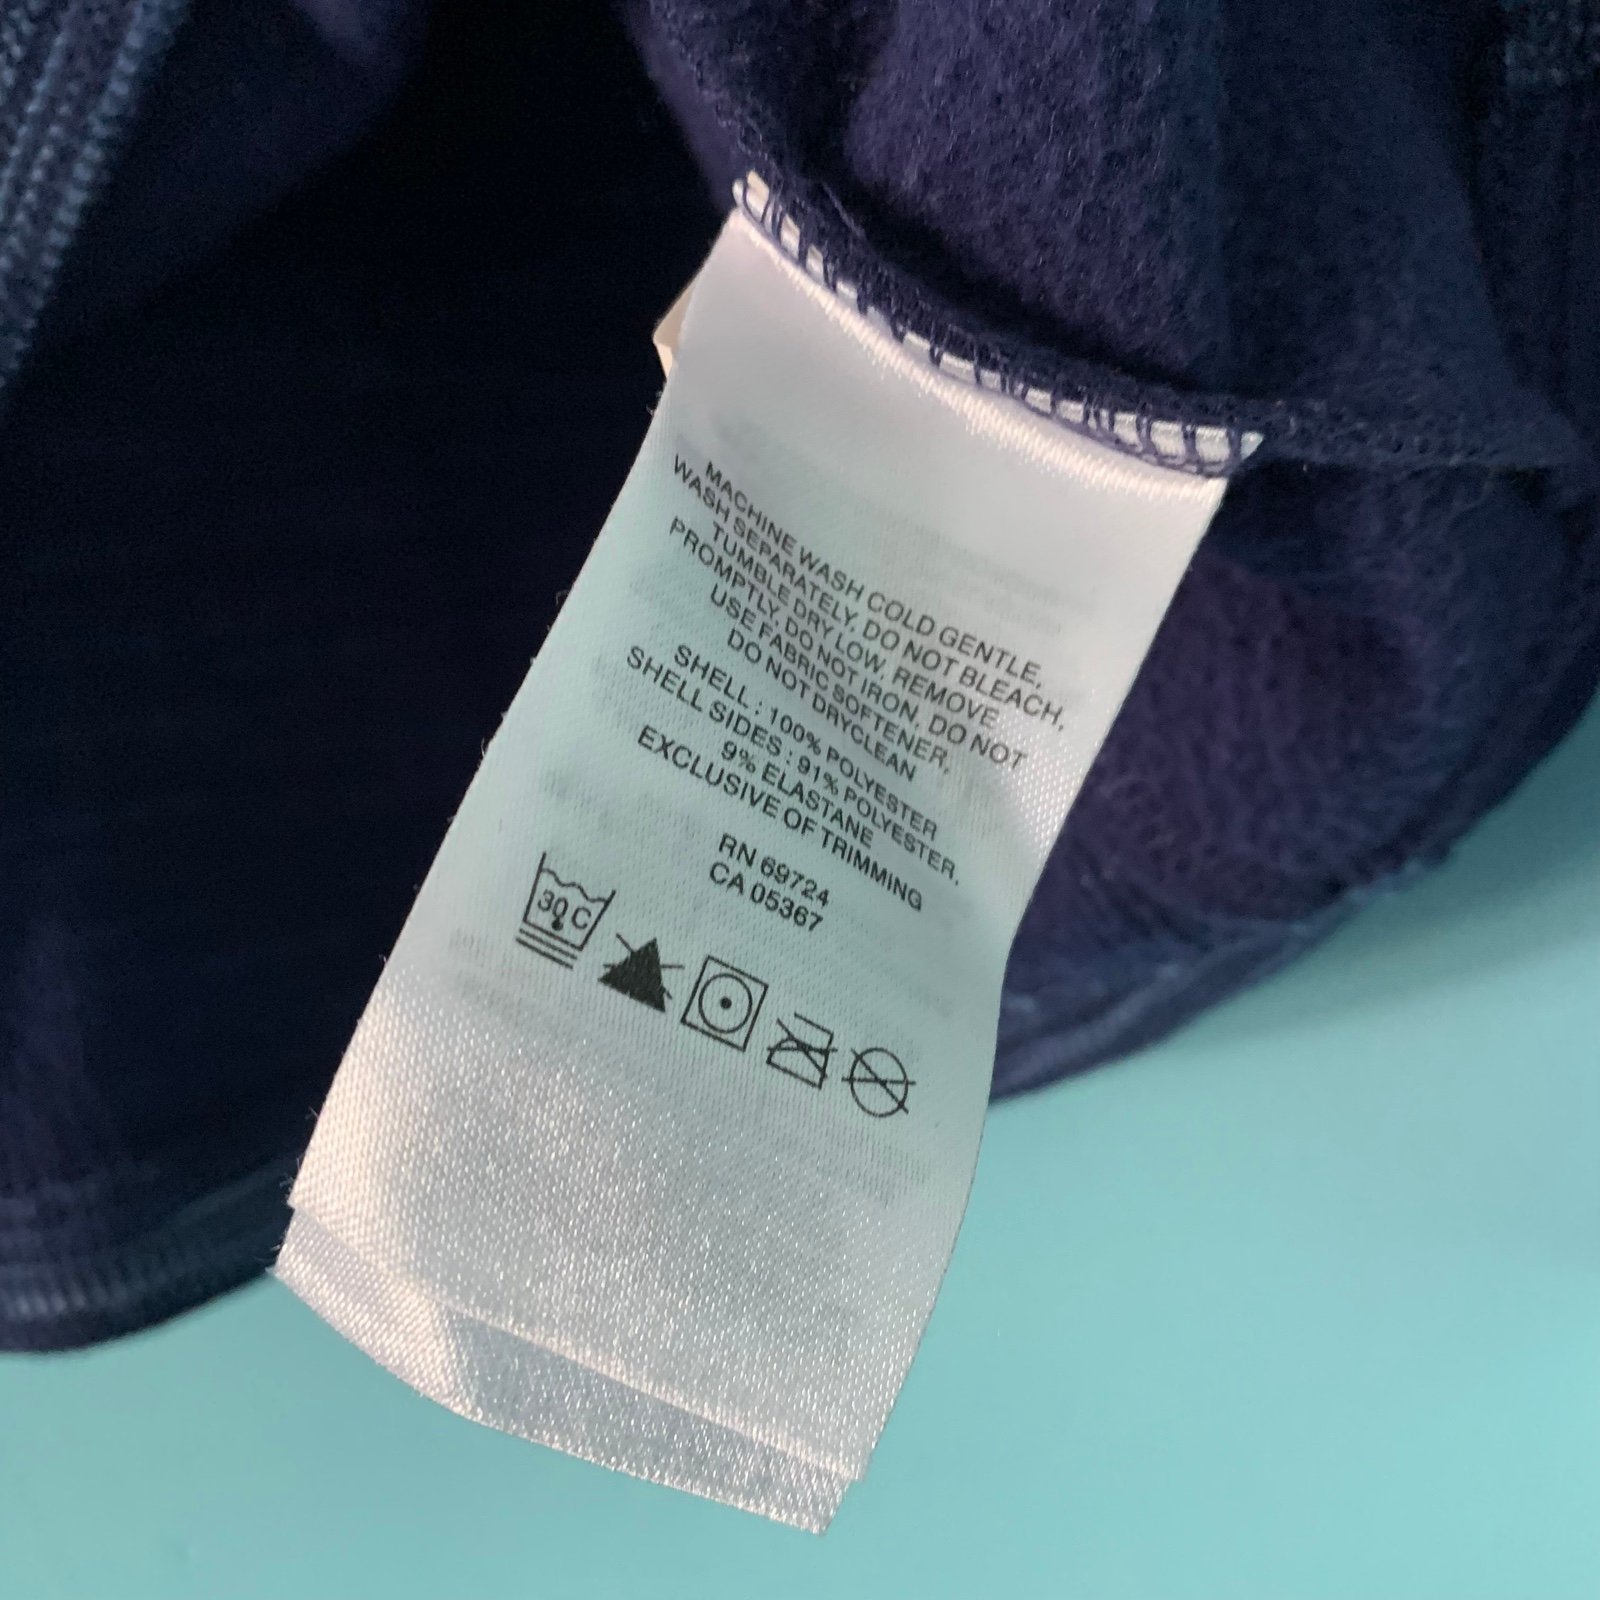 MACHINE WASH COLD GENTLE,
WASH SEPARATELY, DO NOT BLEACH,
TUMBLE DRY LOW, REMOVE
PROMPTLY, DO NOT IRON, DO NOT
USE FABRIC SOFTENER,
DO NOT DRYCLEAN
SHELL : 100% POLYESTER
SHELL SIDES : 91% POLYESTER,
9% ELASTANE
EXCLUSIVE OF TRIMMING
RN 69724
CA 05367
30 C